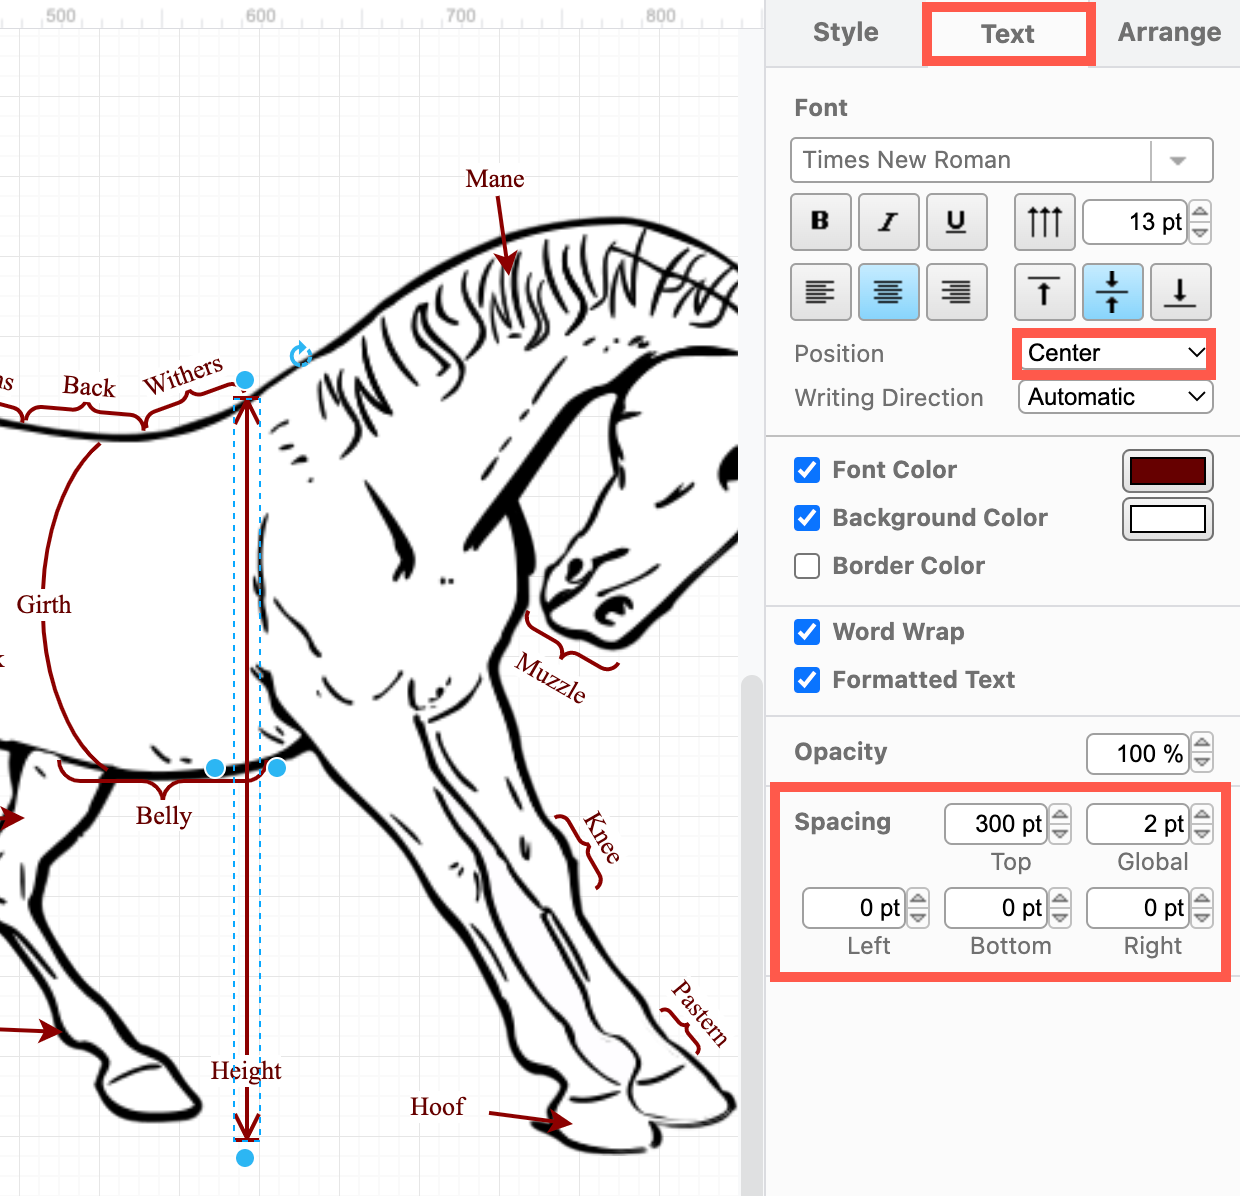 500 600 700 800
Style Text Arrange
Font
Times New Roman
B I U 13 pt
Position Center
Writing Direction Automatic
Font Color
Background Color
Border Color
Word Wrap
Formatted Text
Opacity 100 %
Spacing 300 pt 2 pt
Top Global
0 pt 0 pt 0 pt
Left Bottom Right
Mane
Back
Withers
Girth
Muzzle
Belly
Knee
Pastern
Height
Hoof